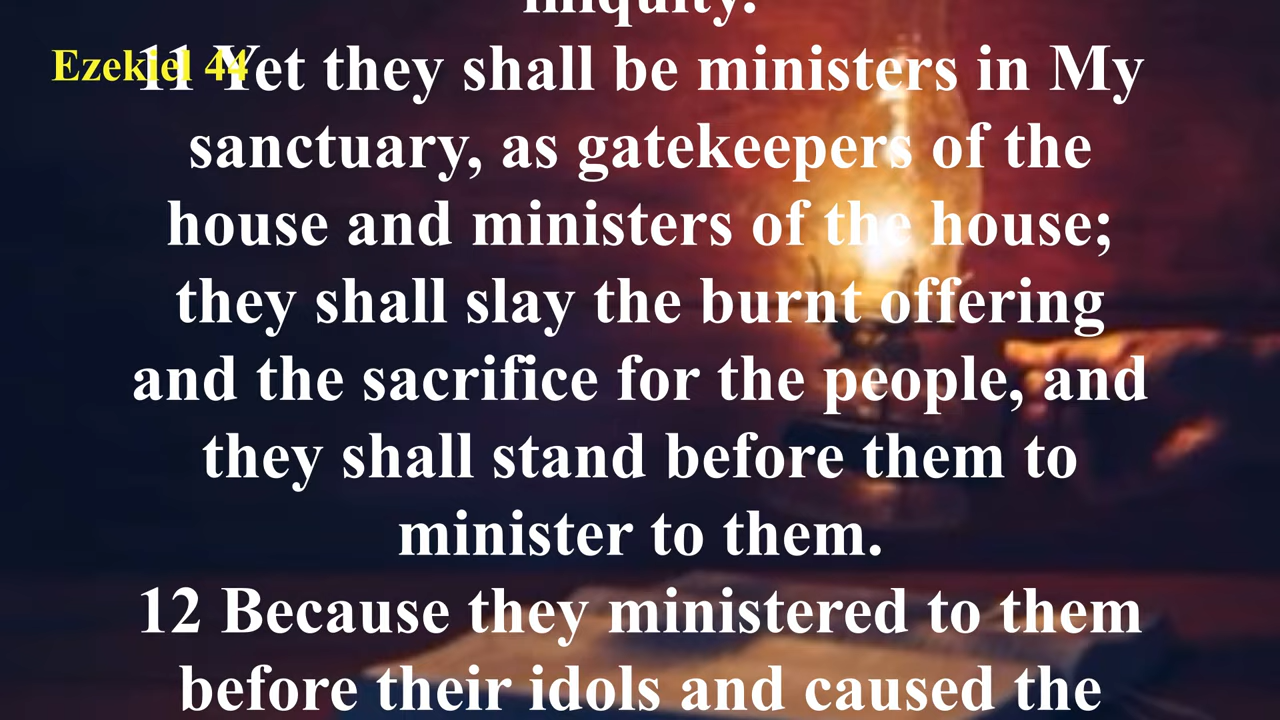 iniquity.
Ezekiel 44
11 Yet they shall be ministers in My
sanctuary, as gatekeepers of the
house and ministers of the house;
they shall slay the burnt offering
and the sacrifice for the people, and
they shall stand before them to
minister to them.
12 Because they ministered to them
before their idols and caused the